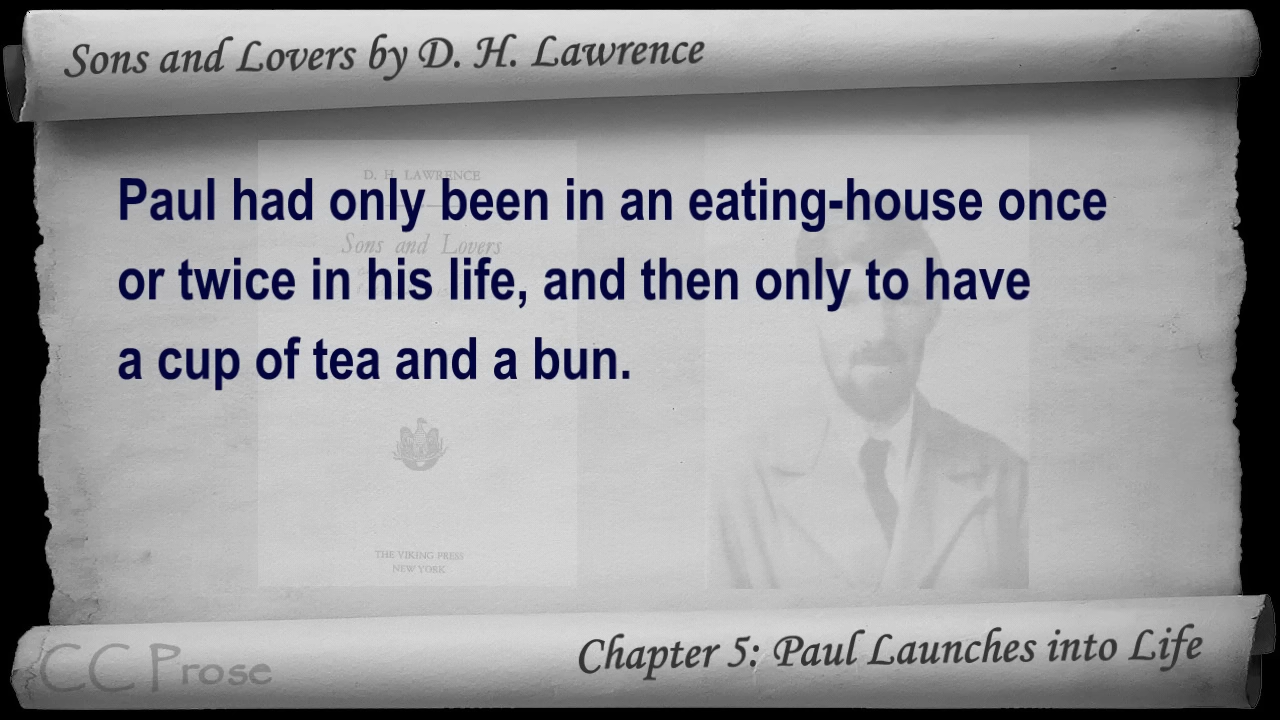 Sons and Lovers by D. H. Lawrence
D. H. LAWRENCE
Paul had only been in an eating-house once
Sons and Lovers
or twice in his life, and then only to have
a cup of tea and a bun.
THE VIKING PRESS
NEW YORK
CC Prose
Chapter 5: Paul Launches into Life